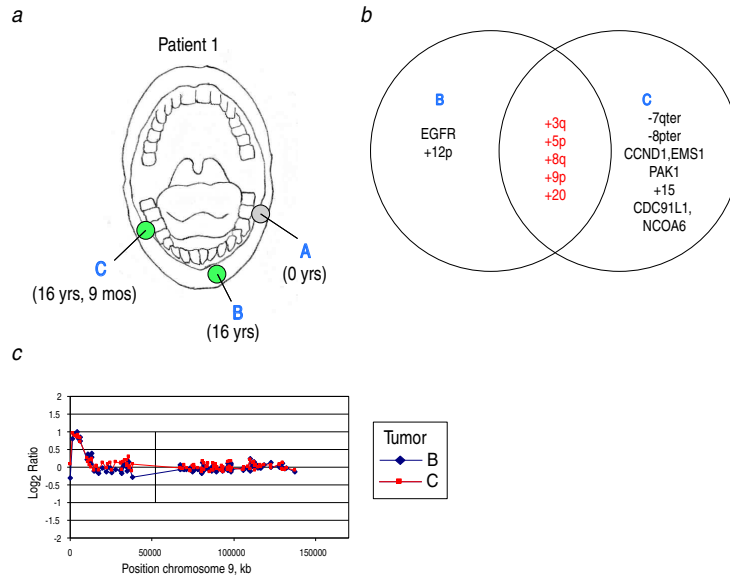 a
Patient 1
C
(16 yrs, 9 mos)
A
(0 yrs)
B
(16 yrs)
b
B
EGFR
+12p
+3q
+5p
+8q
+9p
+20
C
-7qter
-8pter
CCND1,EMS1
PAK1
+15
CDC91L1,
NCOA6
c
Log2 Ratio
2
1.5
1
0.5
0
-0.5
-1
-1.5
-2
0
50000
100000
150000
Position chromosome 9, kb
Tumor
B
C